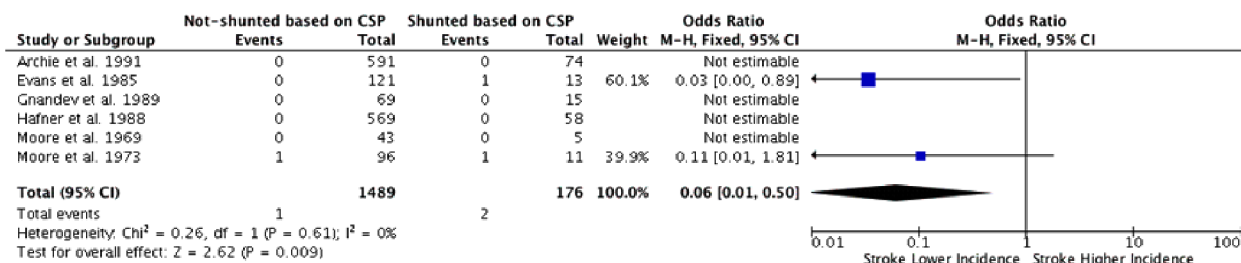 Not-shunted based on CSP Shunted based on CSP Odds Ratio Odds Ratio
Study or Subgroup Events Total Events Total Weight M-H, Fixed, 95% CI M-H, Fixed, 95% CI
Archie et al. 1991 0 591 0 74 Not estimable
Evans et al. 1985 0 121 1 13 60.1% 0.03 [0.00, 0.89]
Gnandev et al. 1989 0 69 0 15 Not estimable
Hafner et al. 1988 0 569 0 58 Not estimable
Moore et al. 1969 0 43 0 5 Not estimable
Moore et al. 1973 1 96 1 11 39.9% 0.11 [0.01, 1.81]
Total (95% CI) 1489 176 100.0% 0.06 [0.01, 0.50]
Total events 1 2
Heterogeneity: Chi² = 0.26, df = 1 (P = 0.61); I² = 0%
Test for overall effect: Z = 2.62 (P = 0.009)
0.01 0.1 1 10 100
Stroke Lower Incidence Stroke Higher Incidence